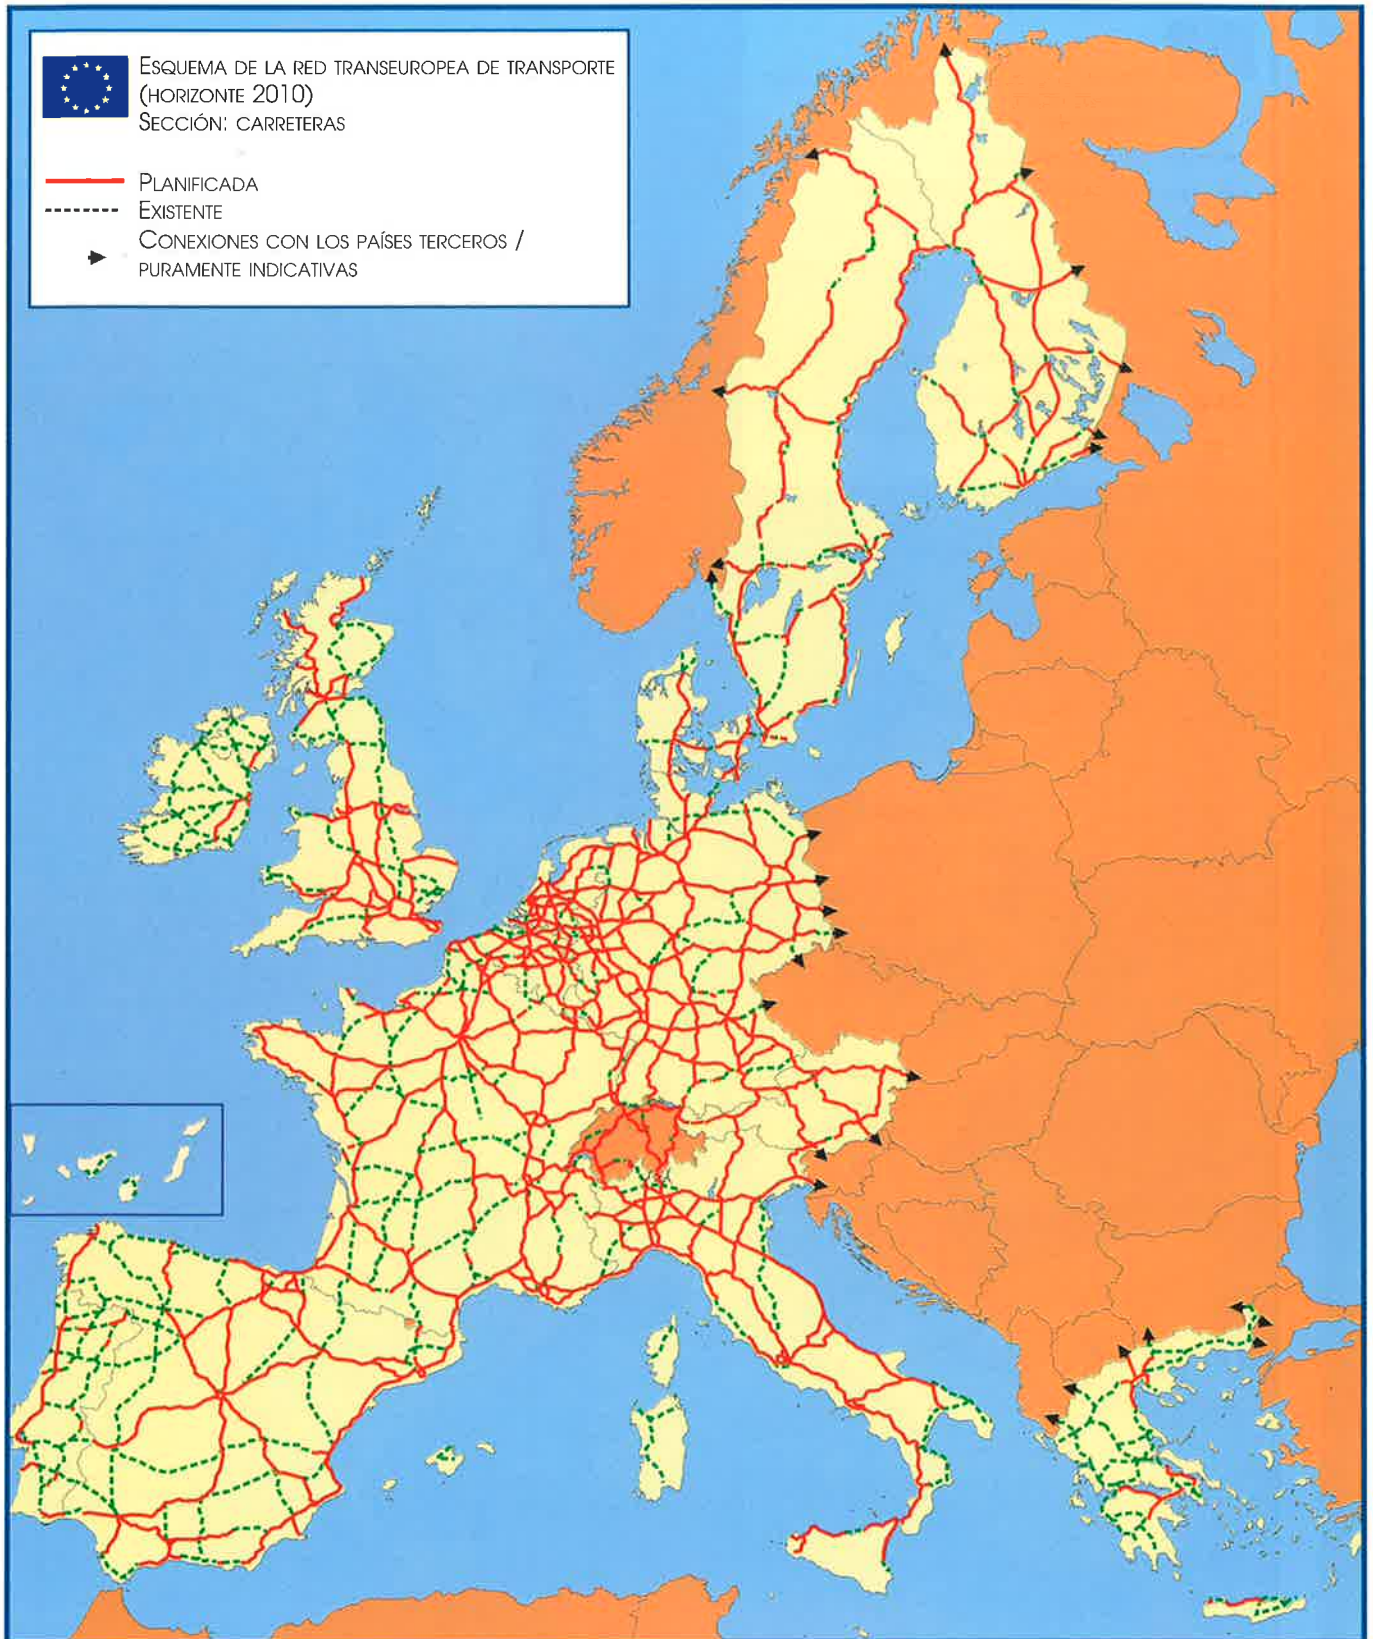 ESQUEMA DE LA RED TRANSEUROPEA DE TRANSPORTE
(HORIZONTE 2010)
SECCIÓN: CARRETERAS
PLANIFICADA
EXISTENTE
CONEXIONES CON LOS PAÍSES TERCEROS /
PURAMENTE INDICATIVAS